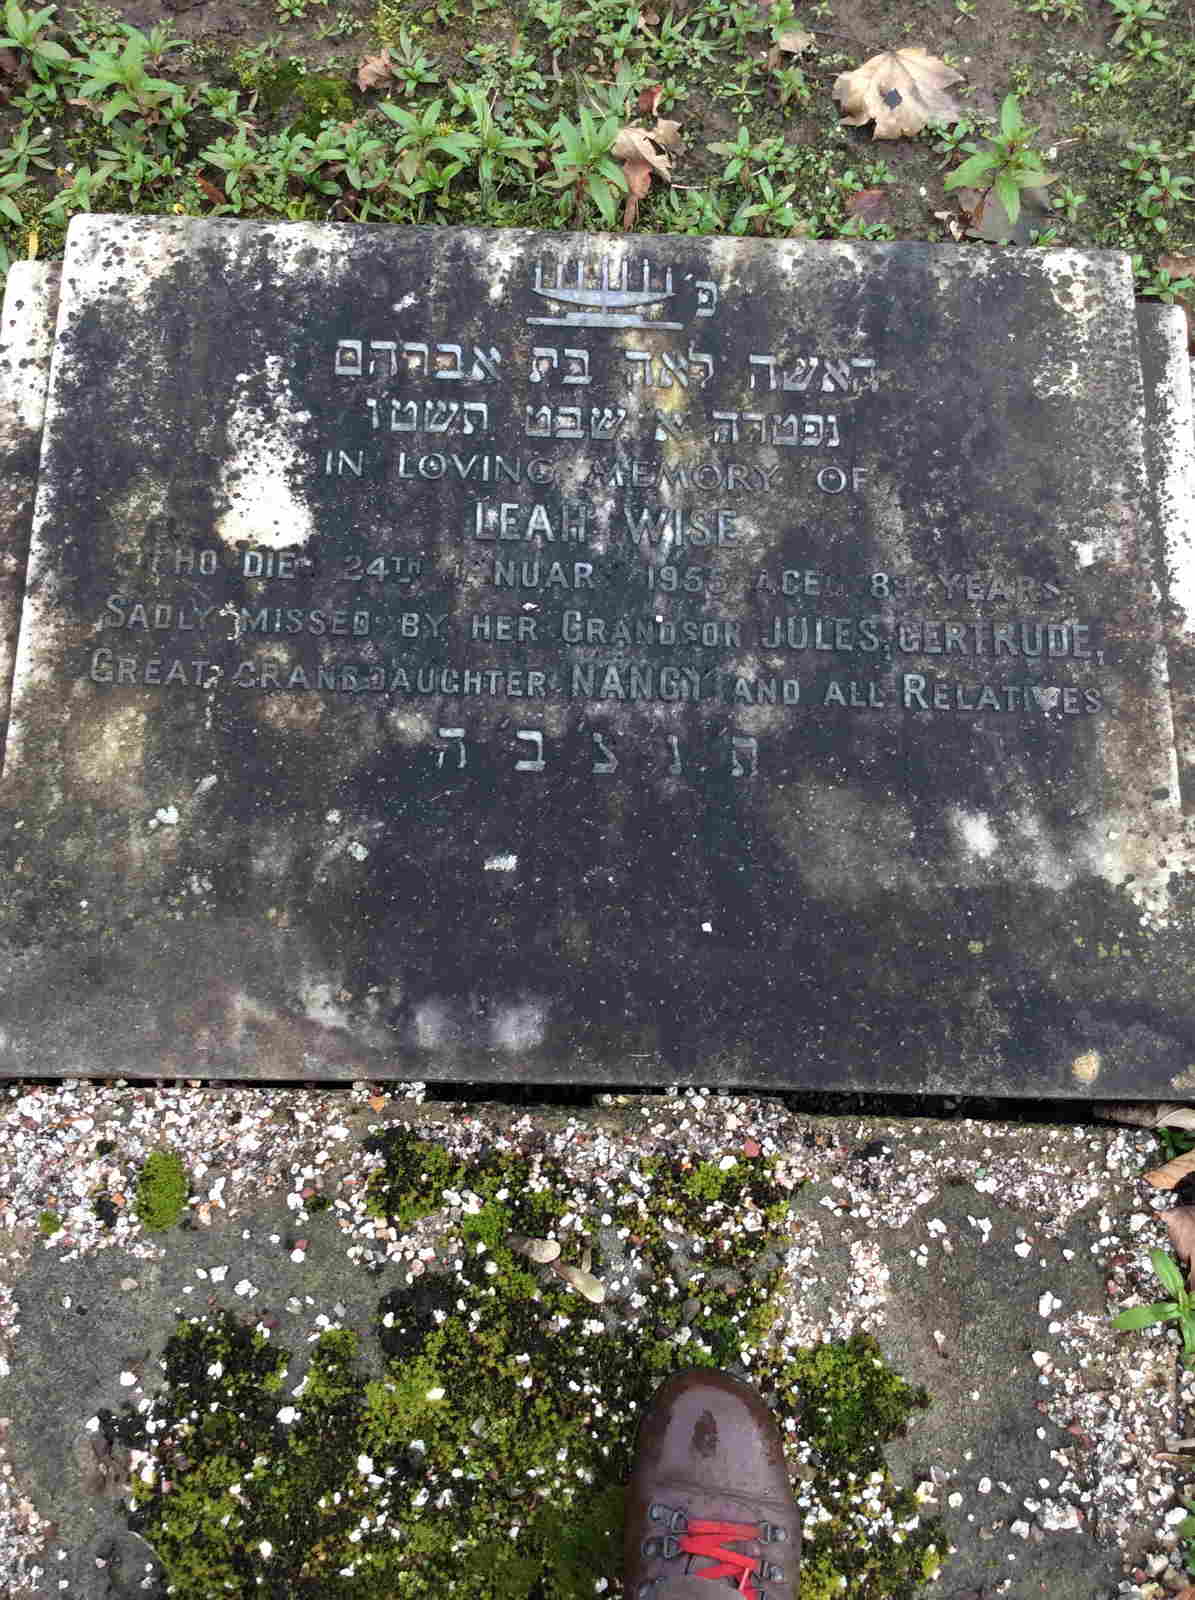 פ'
האשה לאה בת אברהם
נפטרה א שבט תשטו
IN LOVING MEMORY OF
LEAH WISE
WHO DIED 24TH JANUARY 1955 AGED YEARS
SADLY MISSED BY HER GRANDSON JULES, GERTRUDE,
GREAT GRANDDAUGHTER NANCY AND ALL RELATIVES.
ת' נ' צ' ב' ה